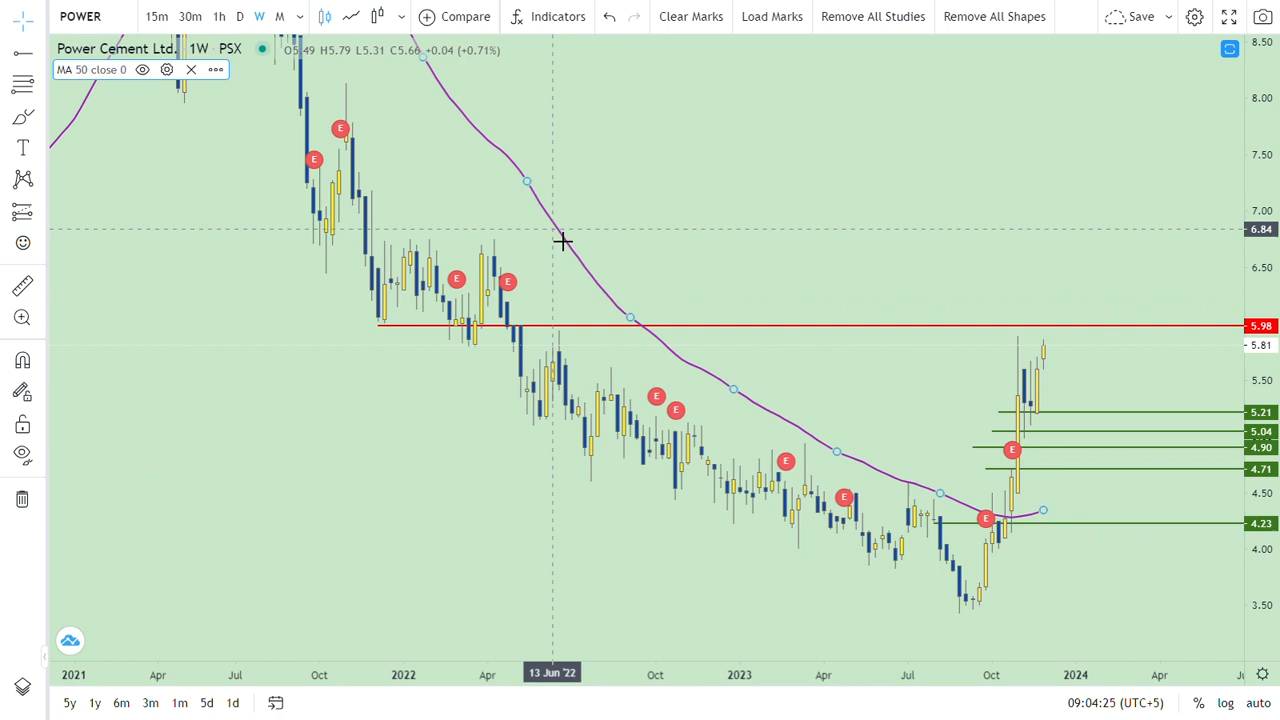 POWER 15m 30m 1h D W M Compare Indicators Clear Marks Load Marks Remove All Studies Remove All Shapes Save
Power Cement Ltd. 1W PSX O5.49 H5.79 L5.31 C5.66 +0.04 (+0.71%)
MA 50 close 0
8.50
8.00
E
7.50
E
7.00
6.84
6.50
E
E
5.98
5.81
5.50
E
E
5.21
5.04
4.90
E
E
4.71
4.50
E
E
4.23
4.00
3.50
2021 Apr Jul Oct 2022 Apr 13 Jun '22 Oct 2023 Apr Jul Oct 2024 Apr
5y 1y 6m 3m 1m 5d 1d 09:04:25 (UTC+5) % log auto